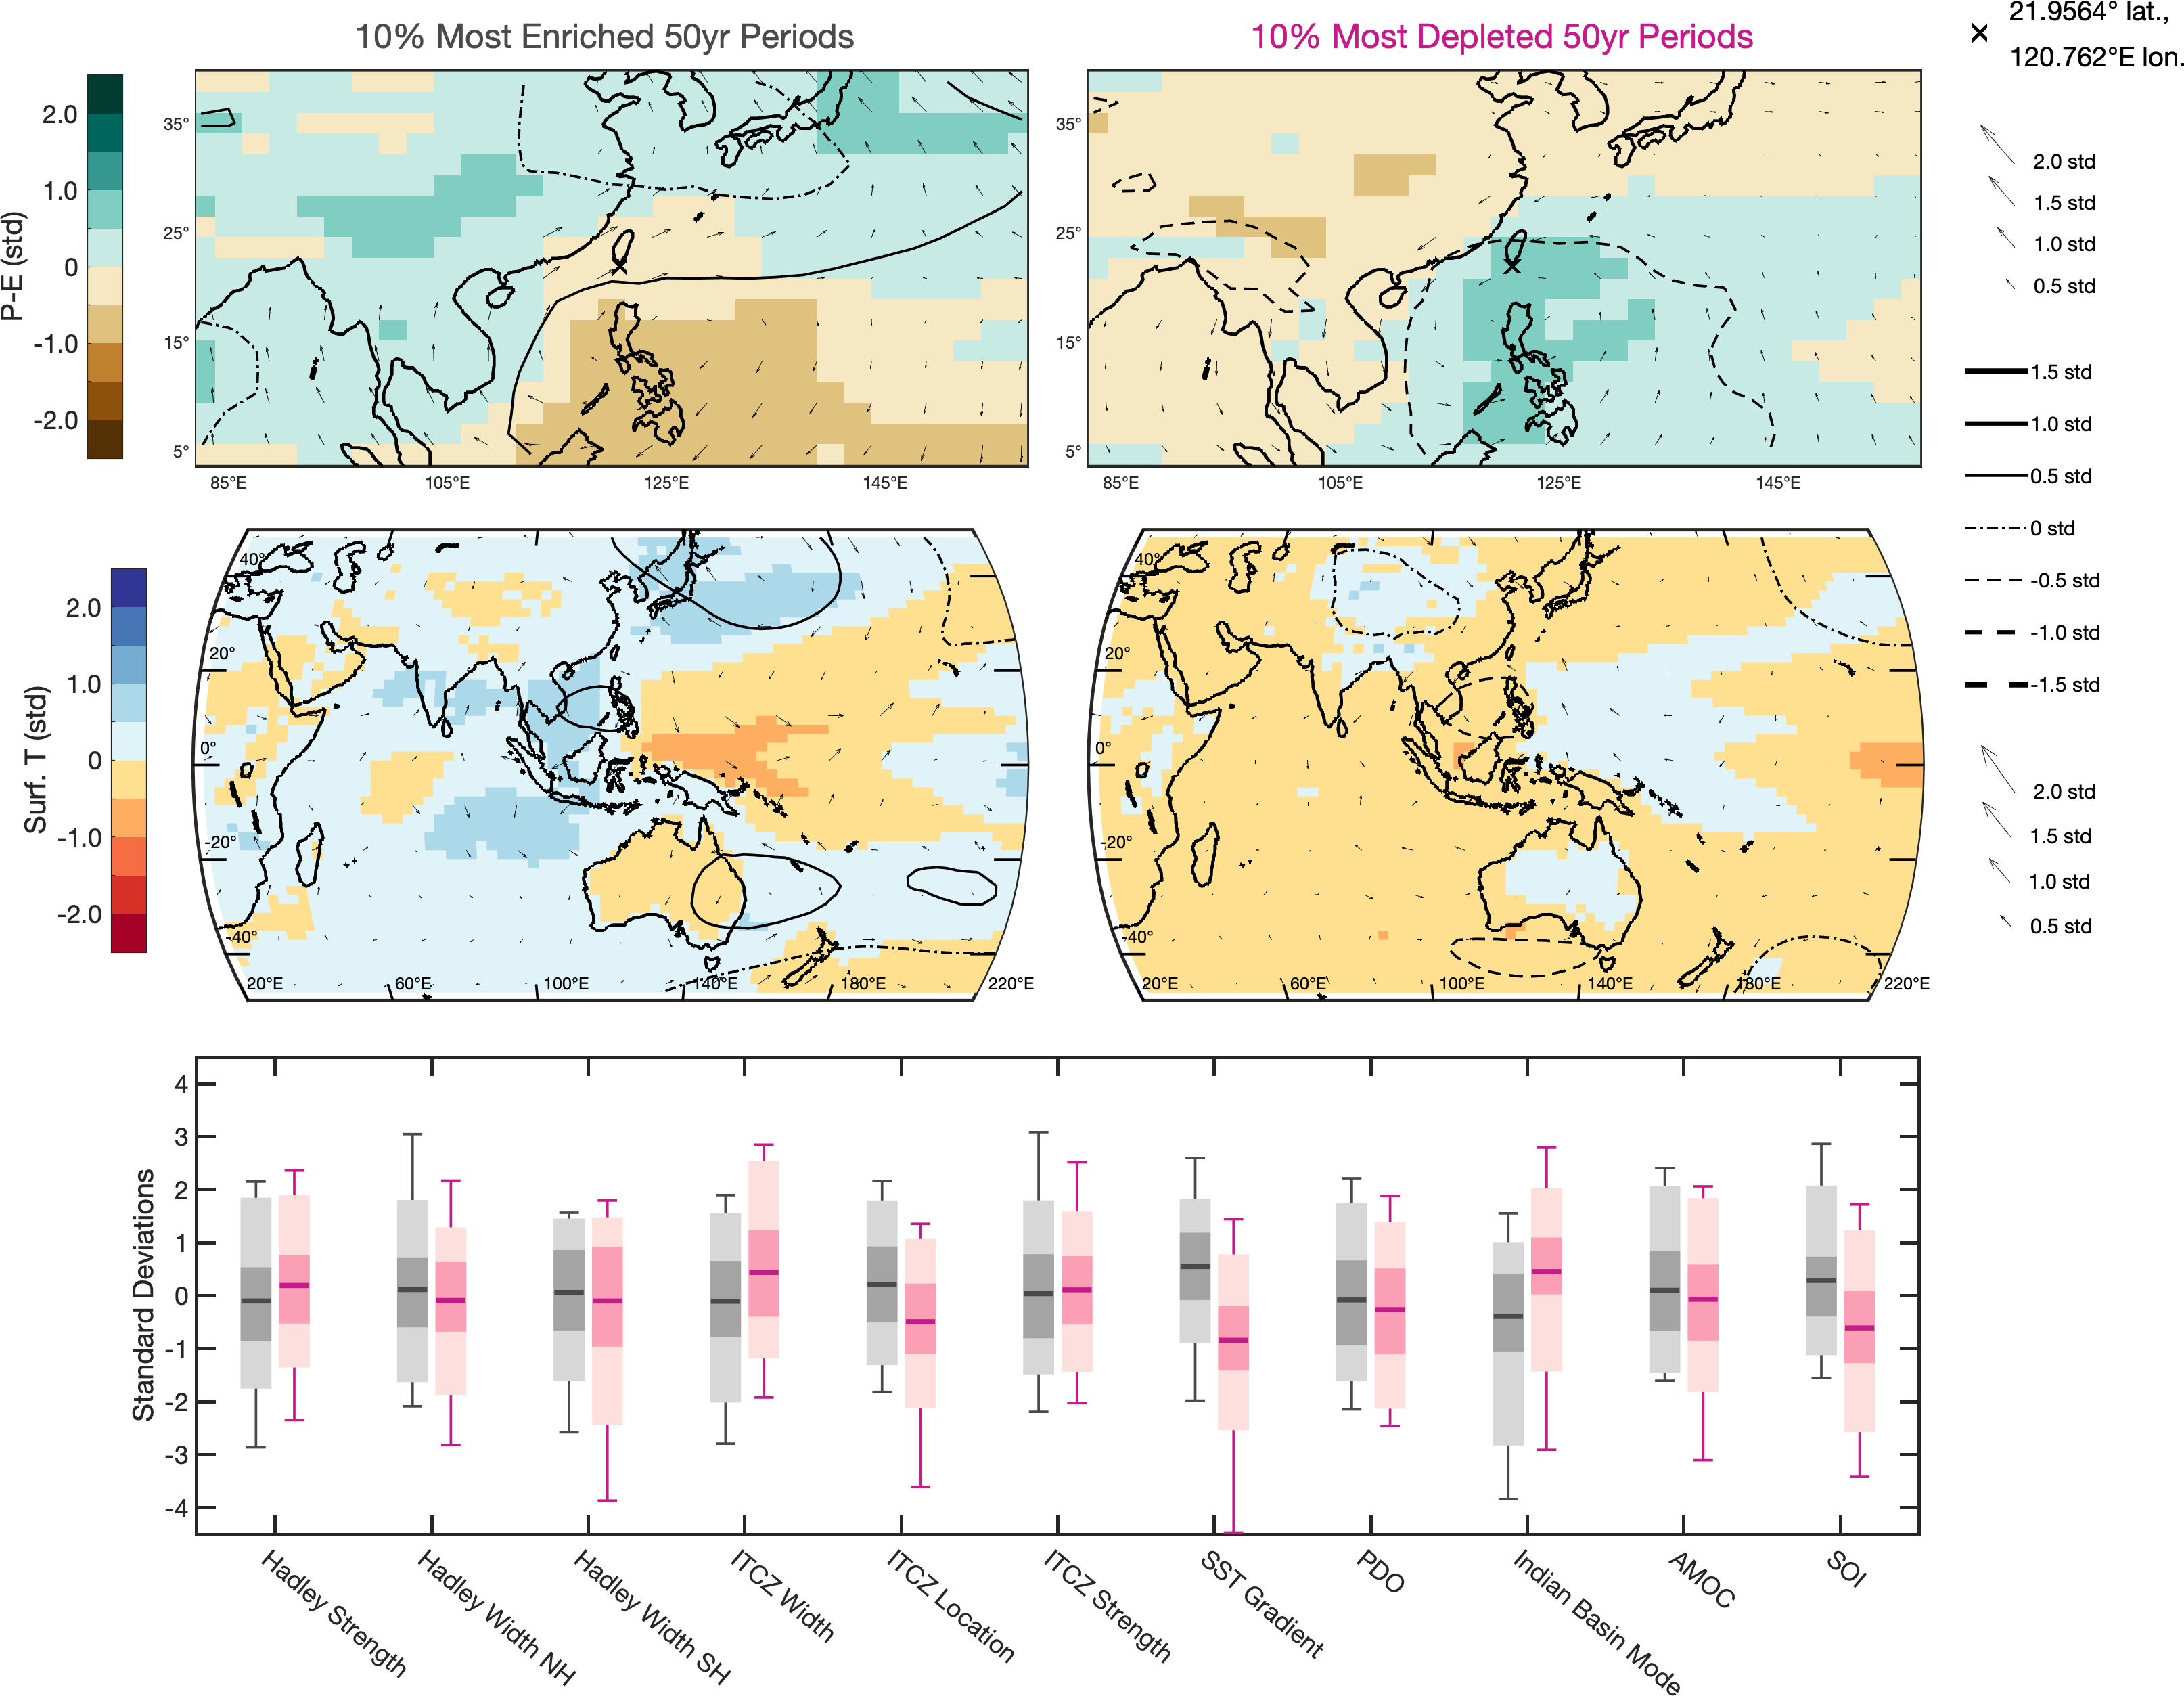 10% Most Enriched 50yr Periods
10% Most Depleted 50yr Periods
21.9564° lat.,
120.762°E lon.
P-E (std)
2.0
1.0
0
-1.0
-2.0
35°
25°
15°
5°
85°E
105°E
125°E
145°E
35°
25°
15°
5°
85°E
105°E
125°E
145°E
2.0 std
1.5 std
1.0 std
0.5 std
1.5 std
1.0 std
0.5 std
0 std
-0.5 std
-1.0 std
-1.5 std
Surf. T (std)
2.0
1.0
0
-1.0
-2.0
40°
20°
0°
-20°
-40°
20°E
60°E
100°E
140°E
180°E
220°E
40°
20°
0°
-20°
-40°
20°E
60°E
100°E
140°E
180°E
220°E
2.0 std
1.5 std
1.0 std
0.5 std
Standard Deviations
4
3
2
1
0
-1
-2
-3
-4
Hadley Strength
Hadley Width NH
Hadley Width SH
ITCZ Width
ITCZ Location
ITCZ Strength
SST Gradient
PDO
Indian Basin Mode
AMOC
SOI